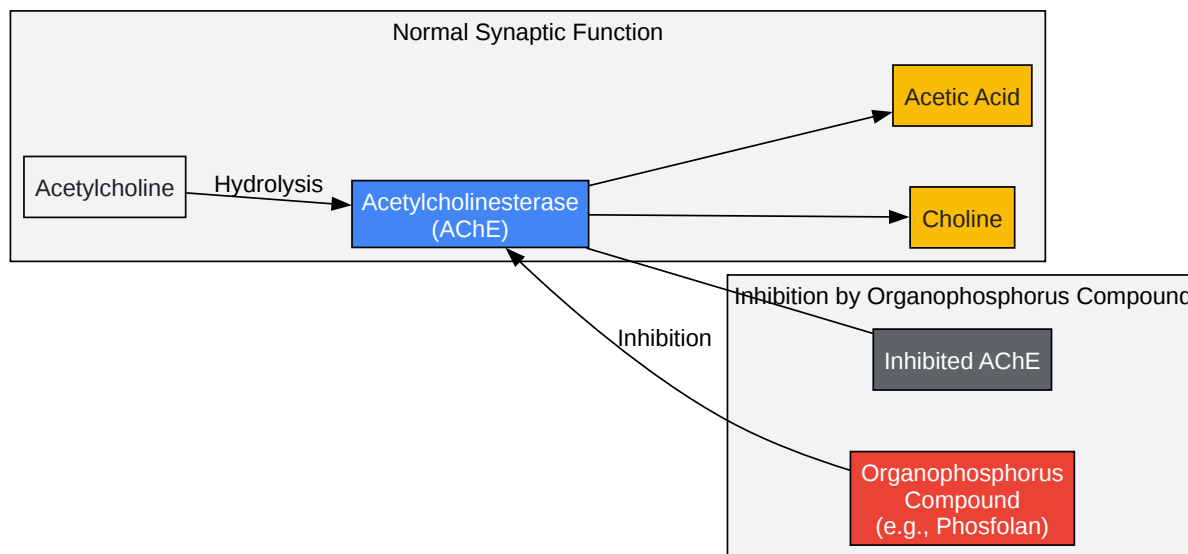 Normal Synaptic Function
Acetic Acid
Acetylcholine
Hydrolysis
Acetylcholinesterase
(AChE)
Choline
Inhibition by Organophosphorus Compound
Inhibition
Inhibited AChE
Organophosphorus
Compound
(e.g., Phosfolan)